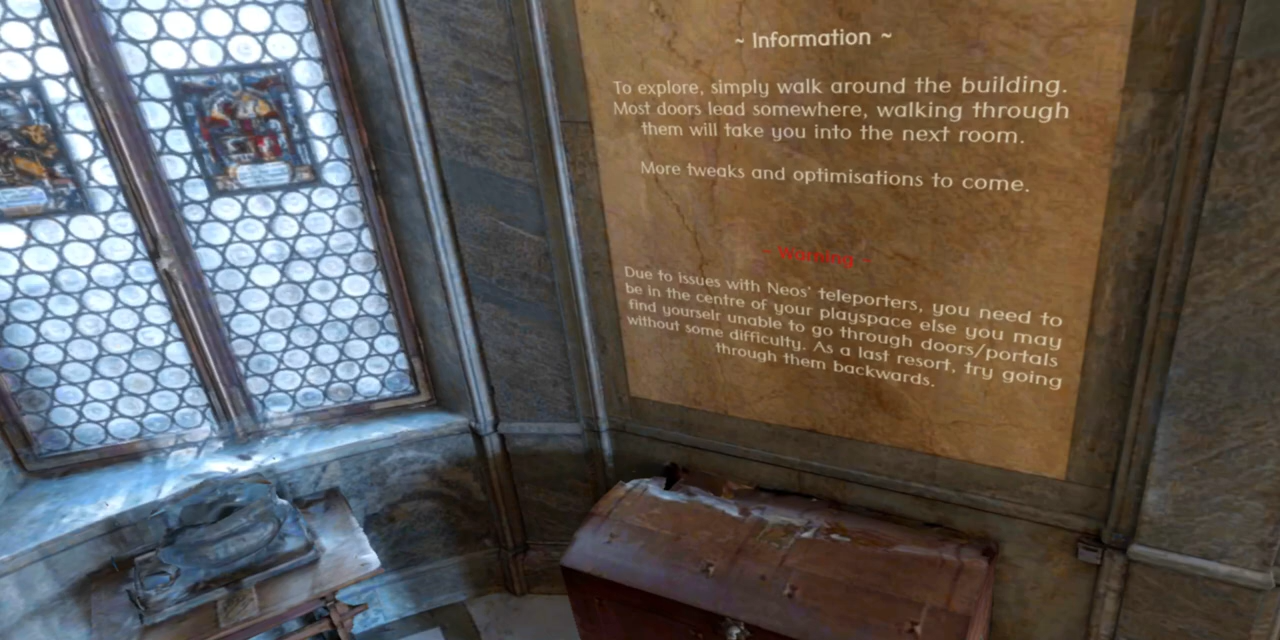 ~ Information ~
To explore, simply walk around the building.
Most doors lead somewhere, walking through
them will take you into the next room.
More tweaks and optimisations to come.
~ Warning ~
Due to issues with Neos' teleporters, you need to
be in the centre of your playspace else you may
find yourself unable to go through doors/portals
without some difficulty. As a last resort, try going
through them backwards.